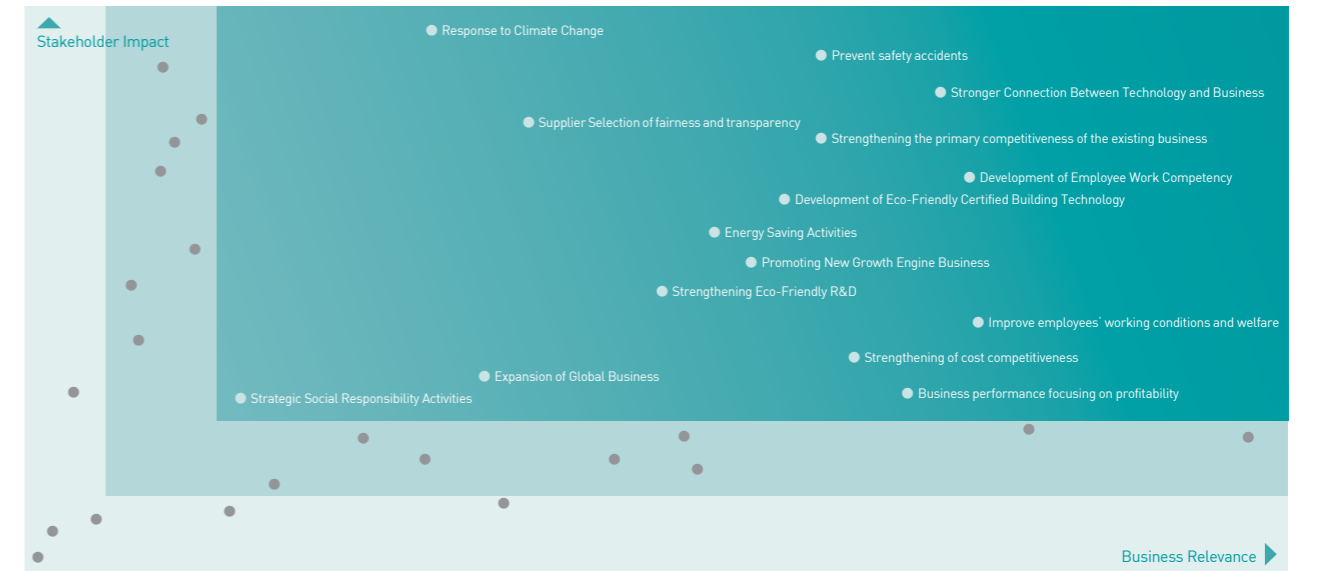 Stakeholder Impact
Response to Climate Change
Prevent safety accidents
Stronger Connection Between Technology and Business
Supplier Selection of fairness and transparency
Strengthening the primary competitiveness of the existing business
Development of Employee Work Competency
Development of Eco-Friendly Certified Building Technology
Energy Saving Activities
Promoting New Growth Engine Business
Strengthening Eco-Friendly R&D
Improve employees' working conditions and welfare
Strengthening of cost competitiveness
Expansion of Global Business
Business performance focusing on profitability
Strategic Social Responsibility Activities
Business Relevance